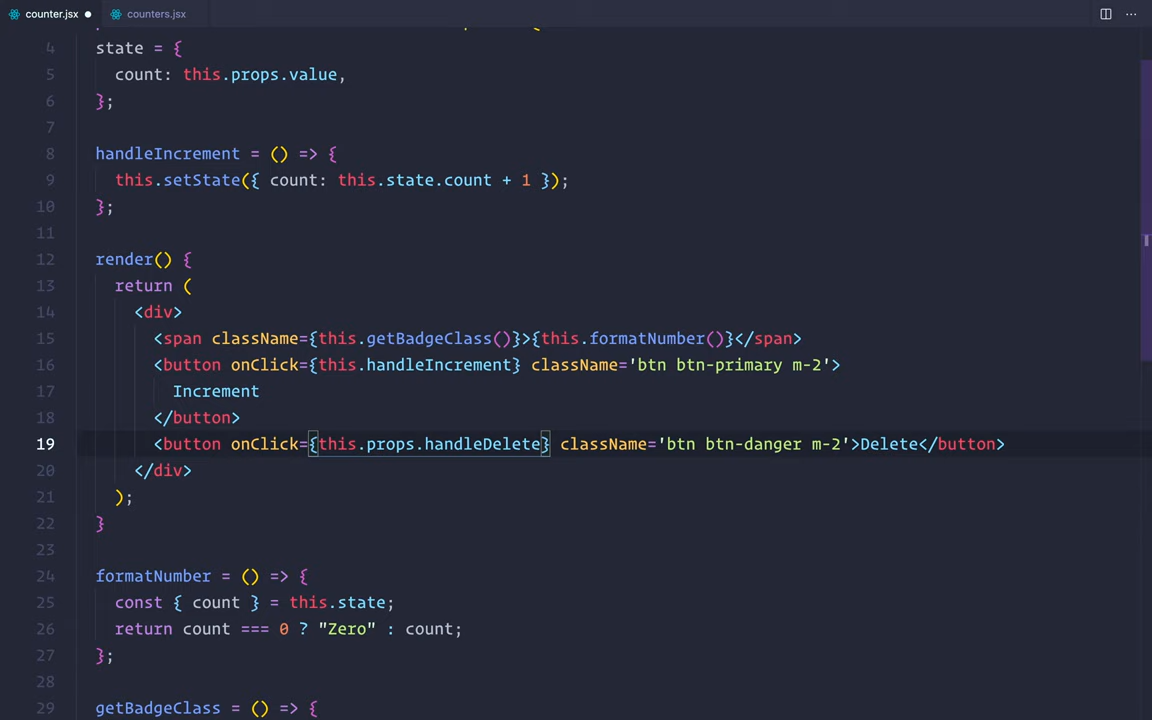 counter.jsx counters.jsx
4 state = {
5 count: this.props.value,
6 };
7
8 handleIncrement = () => {
9 this.setState({ count: this.state.count + 1 });
10 };
11
12 render() {
13 return (
14 <div>
15 <span className={this.getBadgeClass()}>{this.formatNumber()}</span>
16 <button onClick={this.handleIncrement} className='btn btn-primary m-2'>
17 Increment
18 </button>
19 <button onClick={this.props.handleDelete} className='btn btn-danger m-2'>Delete</button>
20 </div>
21 );
22 }
23
24 formatNumber = () => {
25 const { count } = this.state;
26 return count === 0 ? "Zero" : count;
27 };
28
29 getBadgeClass = () => {